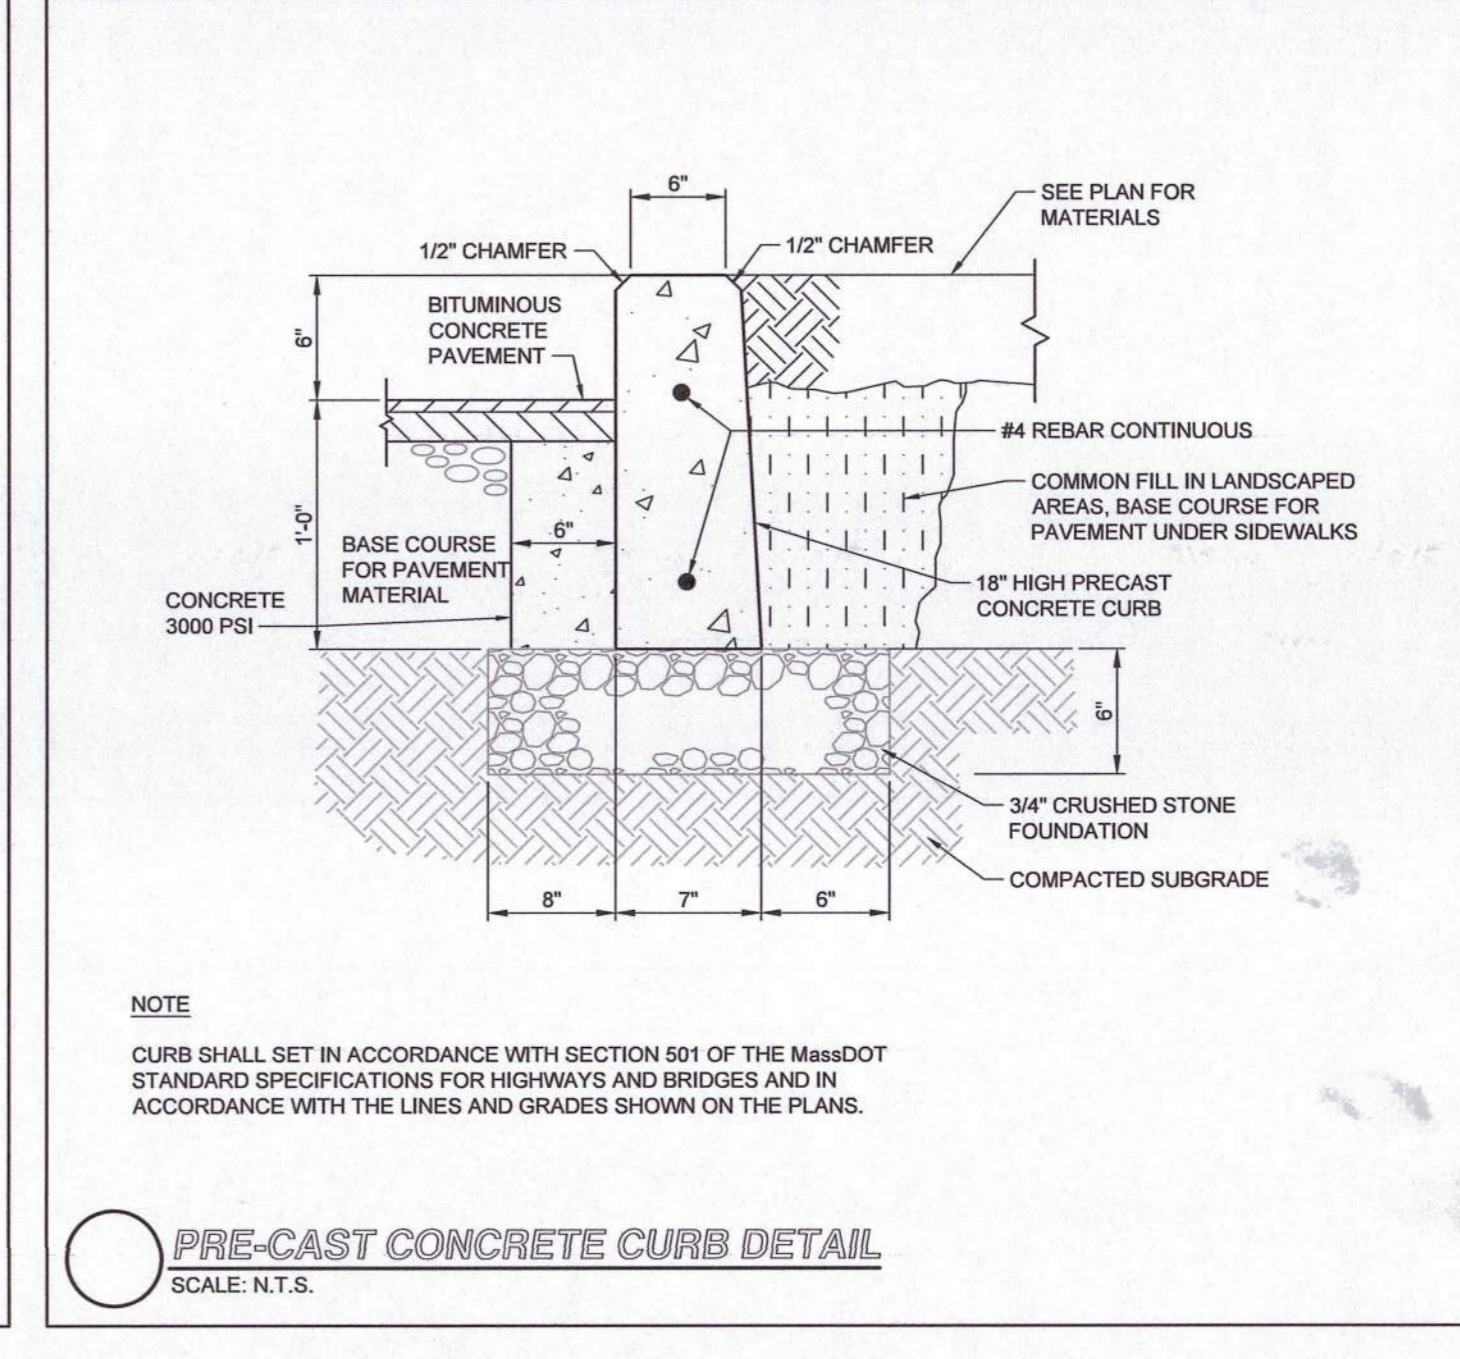 6"
SEE PLAN FOR
MATERIALS
1/2" CHAMFER
1/2" CHAMFER
BITUMINOUS
CONCRETE
PAVEMENT
6"
#4 REBAR CONTINUOUS
COMMON FILL IN LANDSCAPED
AREAS, BASE COURSE FOR
PAVEMENT UNDER SIDEWALKS
1'-0"
6"
BASE COURSE
FOR PAVEMENT
MATERIAL
18" HIGH PRECAST
CONCRETE CURB
CONCRETE
3000 PSI
6"
3/4" CRUSHED STONE
FOUNDATION
COMPACTED SUBGRADE
8"
7"
6"
NOTE
CURB SHALL SET IN ACCORDANCE WITH SECTION 501 OF THE MassDOT
STANDARD SPECIFICATIONS FOR HIGHWAYS AND BRIDGES AND IN
ACCORDANCE WITH THE LINES AND GRADES SHOWN ON THE PLANS.
PRE-CAST CONCRETE CURB DETAIL
SCALE: N.T.S.